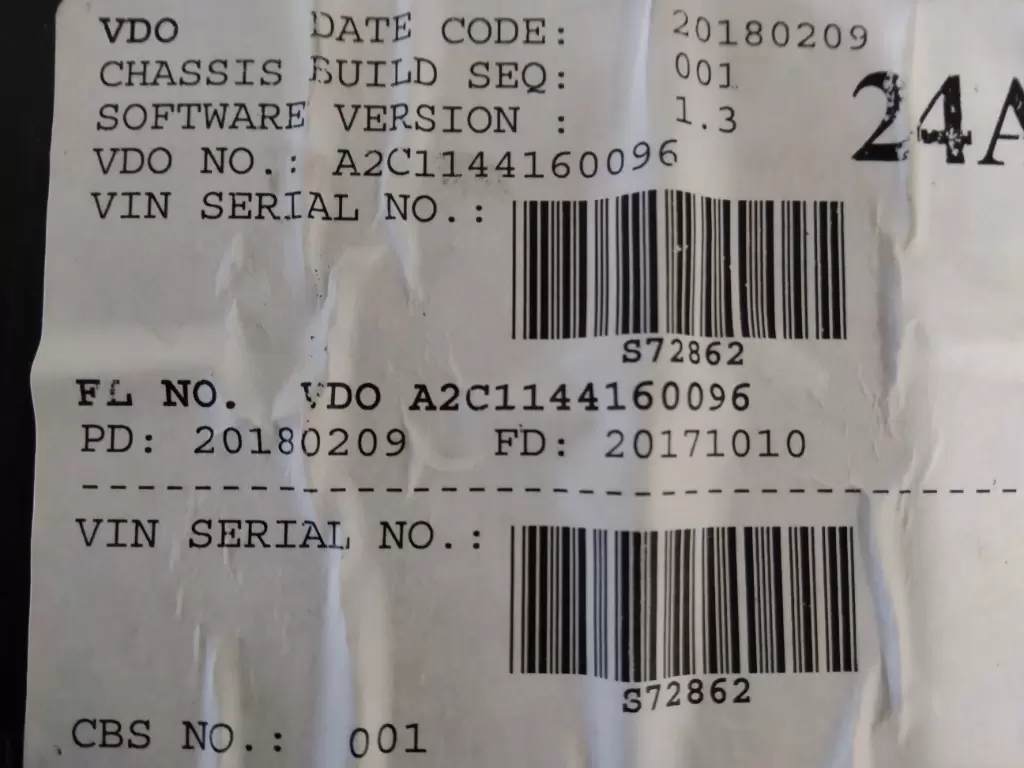 VDO DATE CODE: 20180209
CHASSIS BUILD SEQ: 001
SOFTWARE VERSION : 1.3
24A
VDO NO.: A2C1144160096
VIN SERIAL NO.:
S72862
FL NO. VDO A2C1144160096
PD: 20180209 FD: 20171010
VIN SERIAL NO.:
S72862
CBS NO.: 001